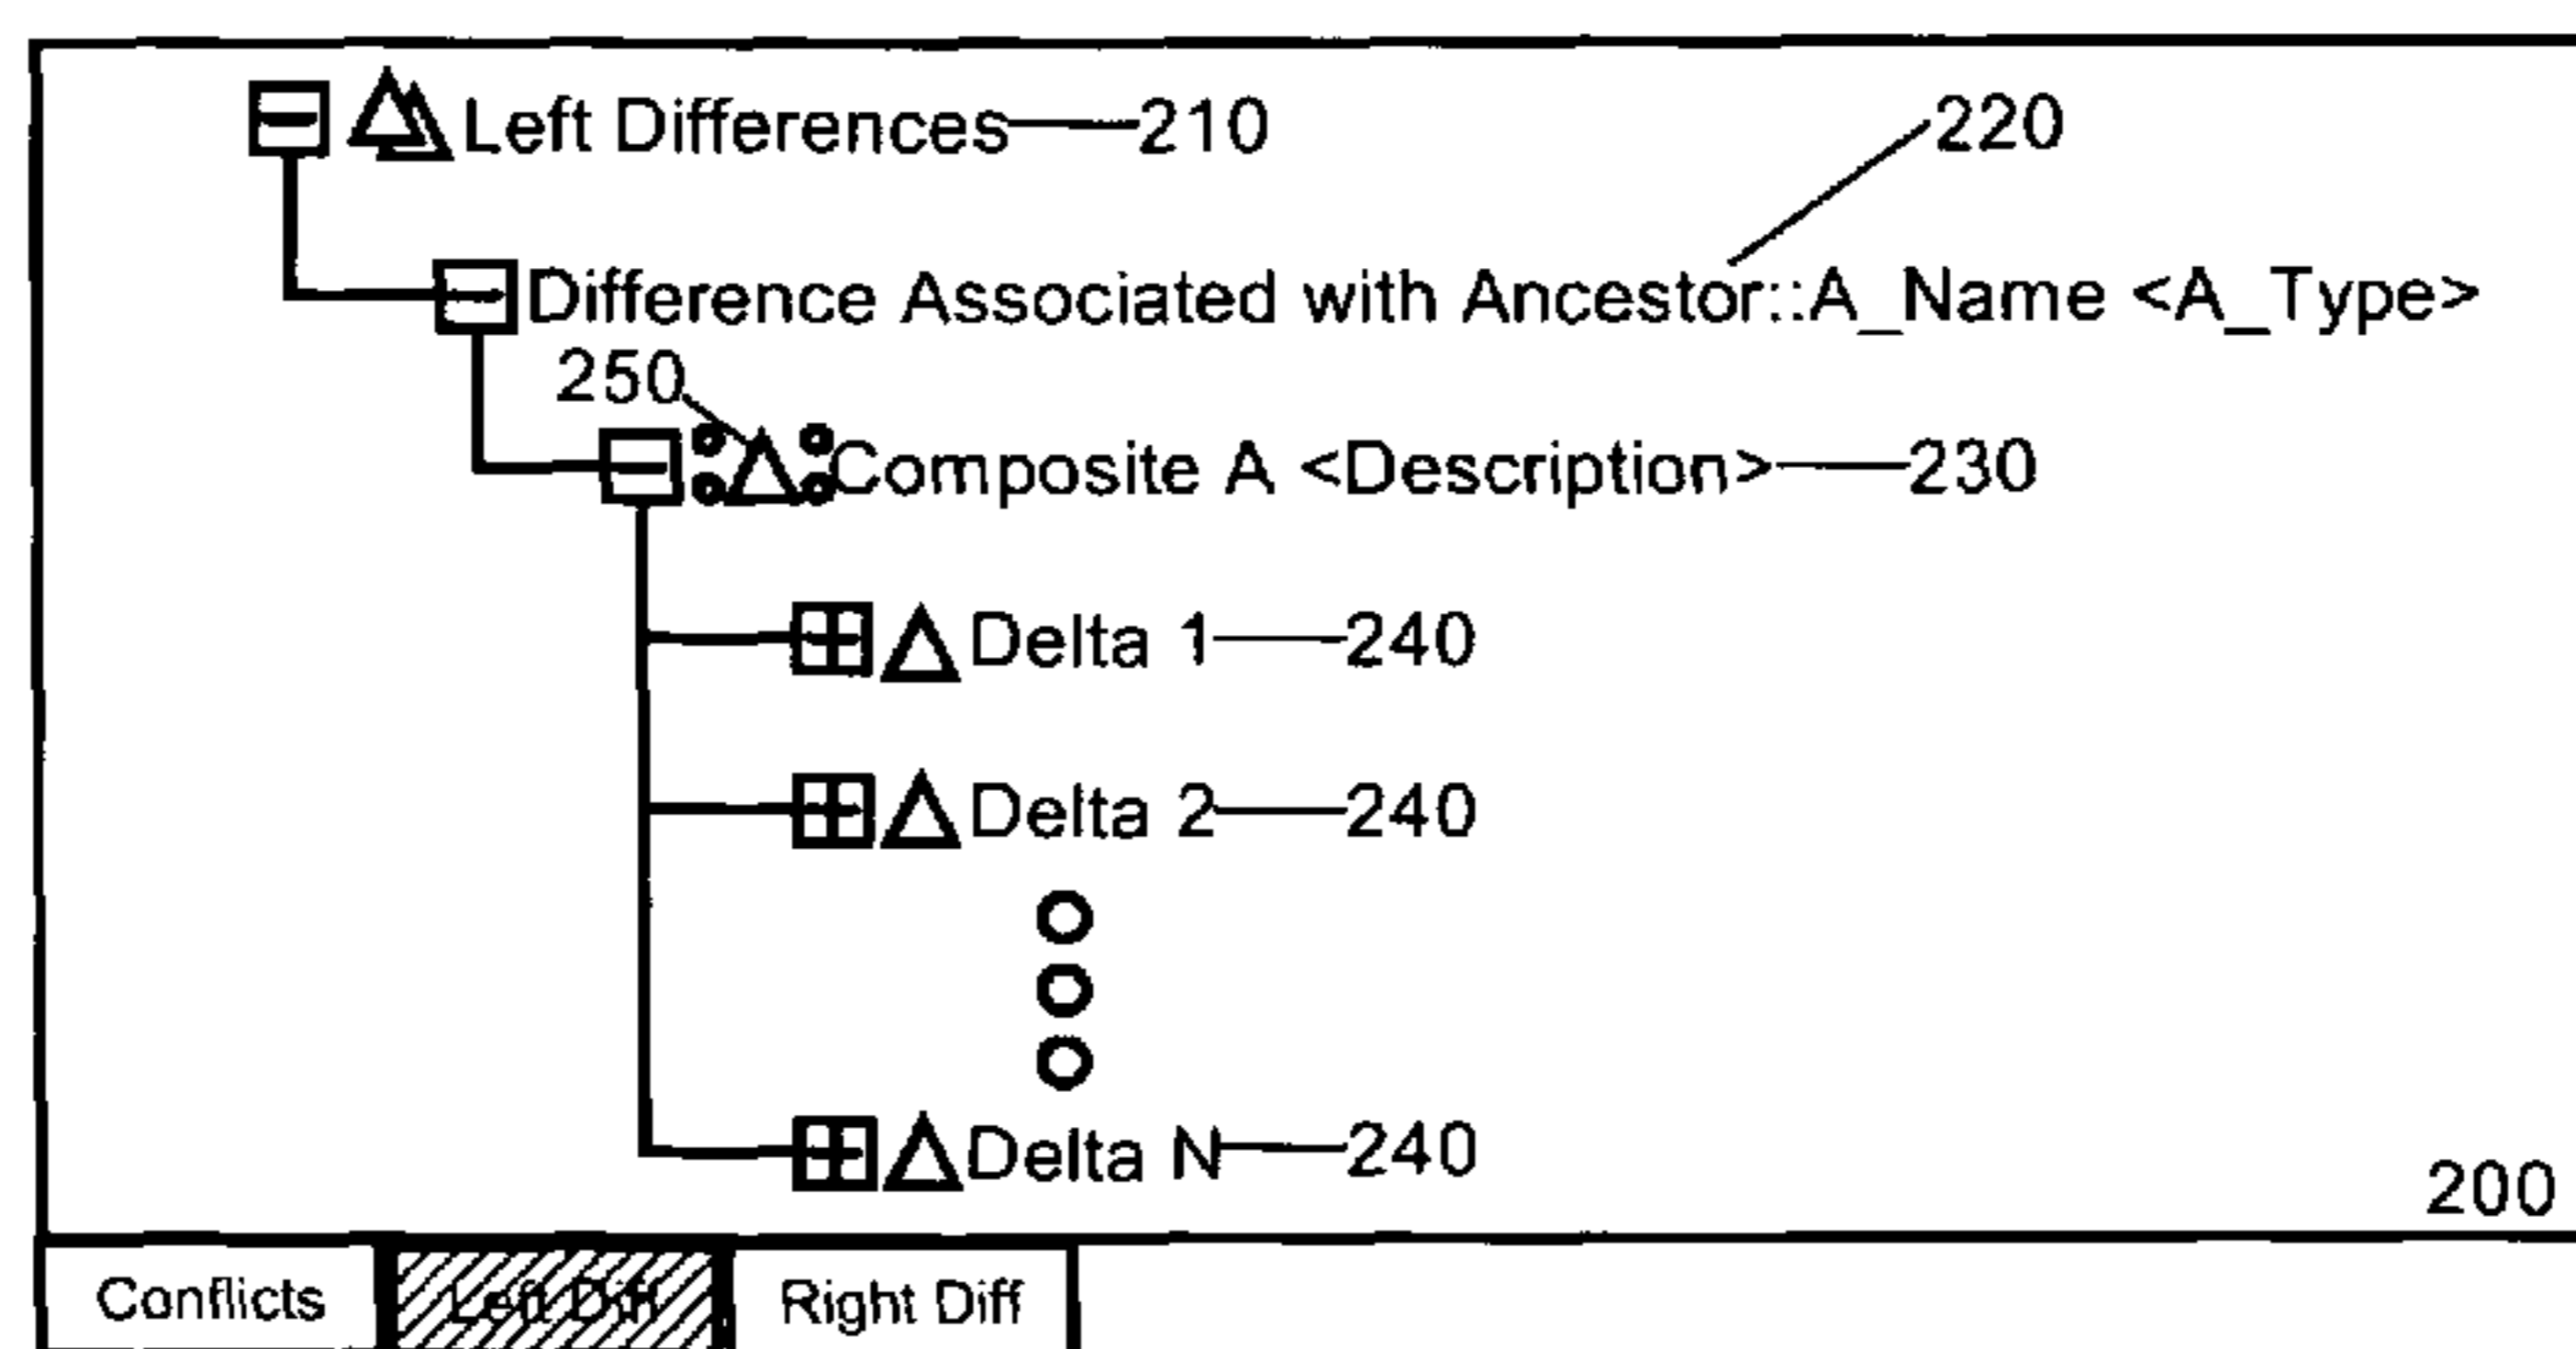 Left Differences 210
220
Difference Associated with Ancestor::A_Name <A_Type>
250
Composite A <Description> 230
Delta 1 240
Delta 2 240
Delta N 240
200
Conflicts Left Diff Right Diff